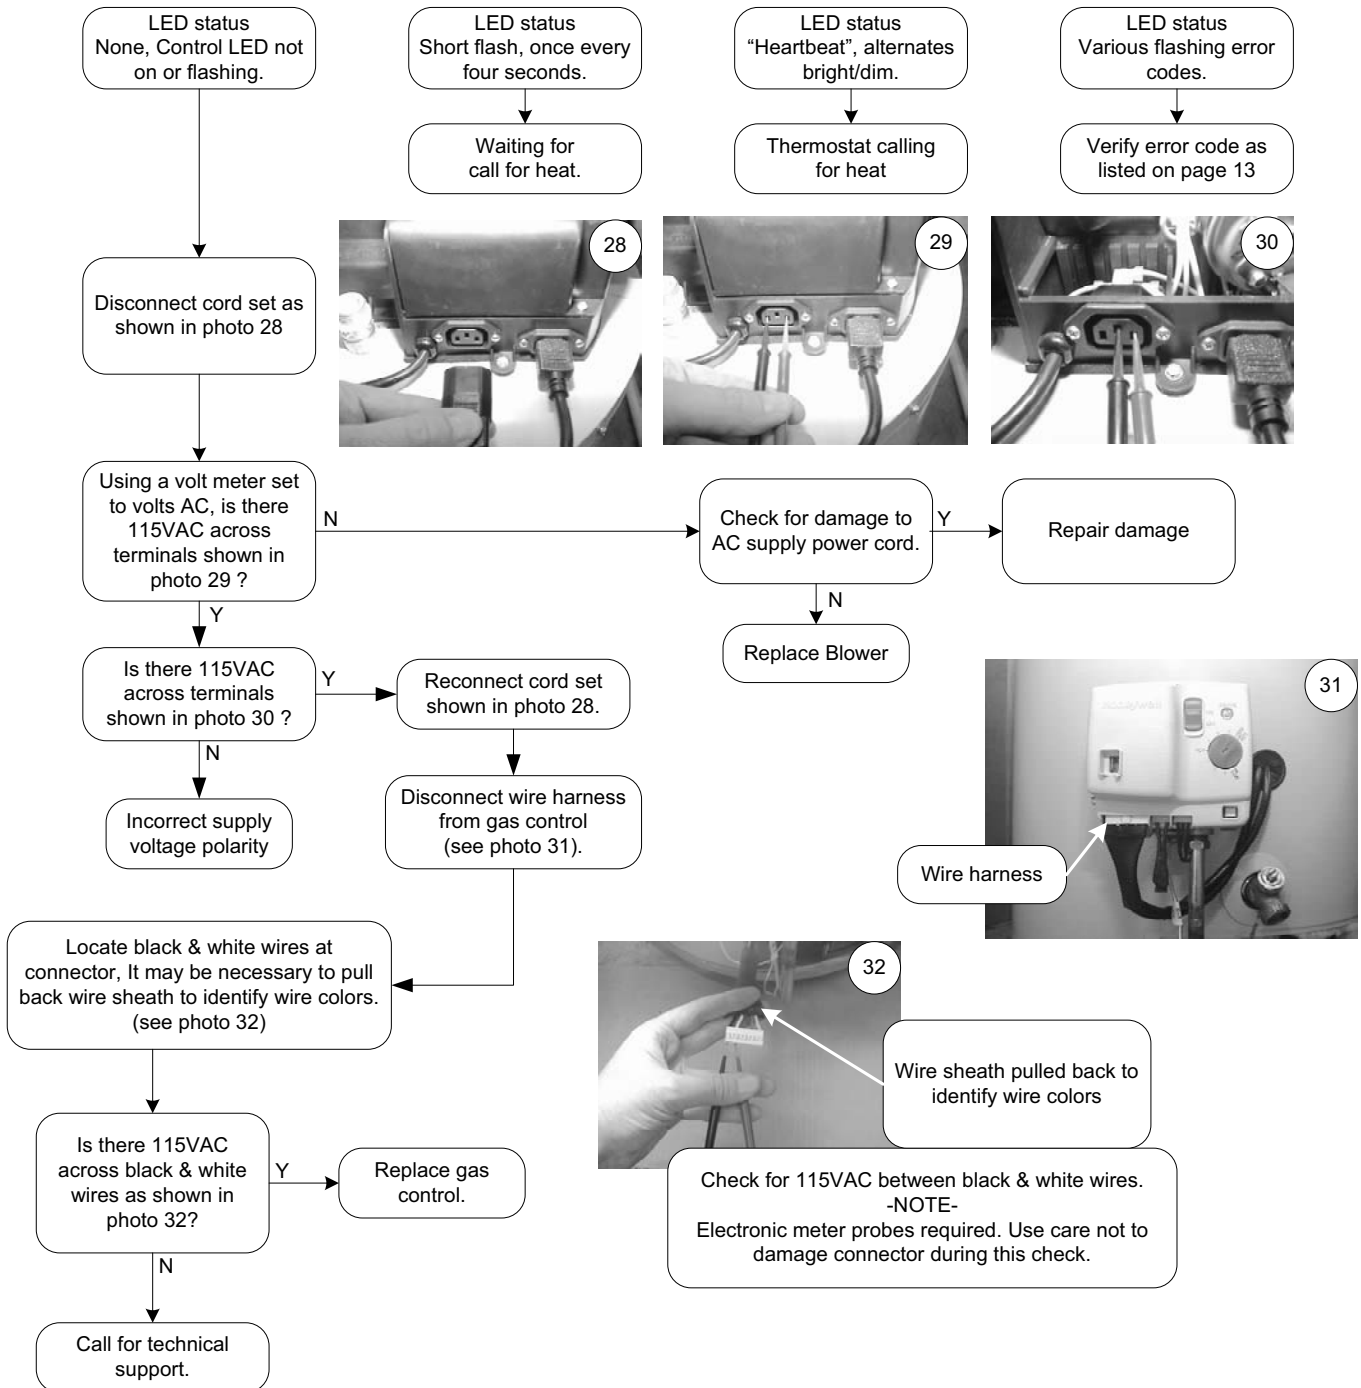 LED status
None, Control LED not
on or flashing.
LED status
Short flash, once every
four seconds.
LED status
“Heartbeat”, alternates
bright/dim.
LED status
Various flashing error
codes.
Waiting for
call for heat.
Thermostat calling
for heat
Verify error code as
listed on page 13
28
29
30
Disconnect cord set as
shown in photo 28
Using a volt meter set
to volts AC, is there
115VAC across
terminals shown in
photo 29 ?
N
Check for damage to
AC supply power cord.
Y
Repair damage
Y
N
Replace Blower
Is there 115VAC
across terminals
shown in photo 30 ?
Y
Reconnect cord set
shown in photo 28.
31
N
Incorrect supply
voltage polarity
Disconnect wire harness
from gas control
(see photo 31).
Wire harness
Locate black & white wires at
connector, It may be necessary to pull
back wire sheath to identify wire colors.
(see photo 32)
32
Wire sheath pulled back to
identify wire colors
Is there 115VAC
across black & white
wires as shown in
photo 32?
Y
Replace gas
control.
Check for 115VAC between black & white wires.
-NOTE-
Electronic meter probes required. Use care not to
damage connector during this check.
N
Call for technical
support.